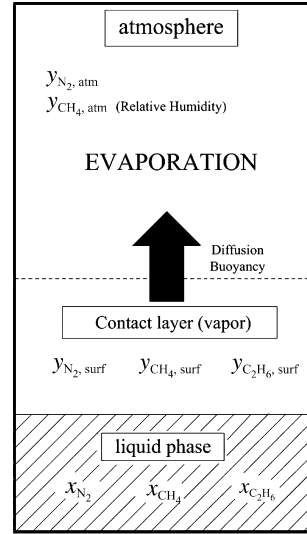 atmosphere
y_{N_2, atm}
y_{CH_4, atm} (Relative Humidity)
EVAPORATION
Diffusion
Buoyancy
Contact layer (vapor)
y_{N_2, surf} y_{CH_4, surf} y_{C_2H_6, surf}
liquid phase
x_{N_2} x_{CH_4} x_{C_2H_6}